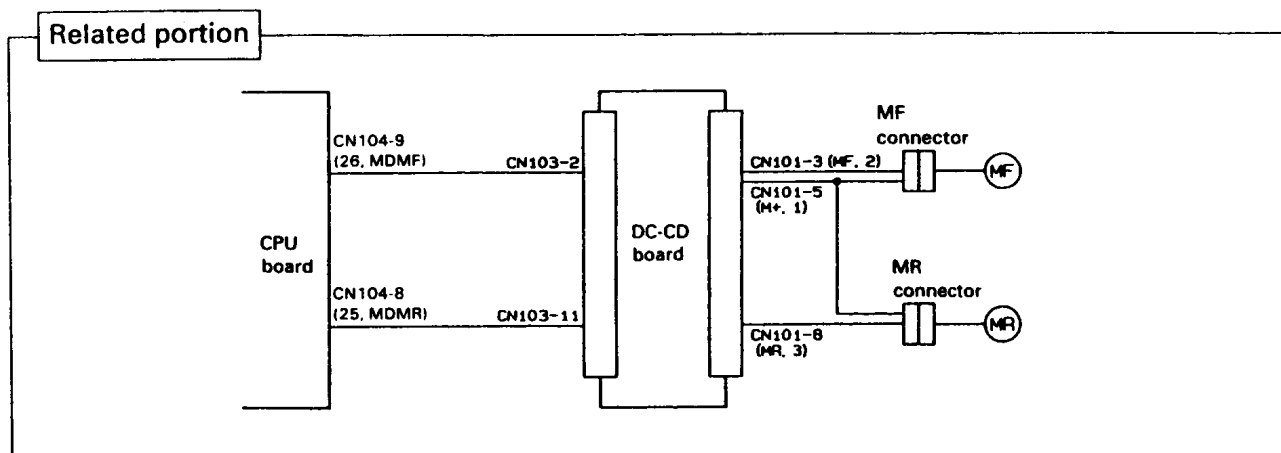 Related portion
CPU
board
CN104-9
(26, MDMF)
CN103-2
CN104-8
(25, MDMR)
CN103-11
DC-CD
board
CN101-3 (MF, 2)
CN101-5
(M+, 1)
CN101-8
(MR, 3)
MF
connector
MF
MR
connector
MR